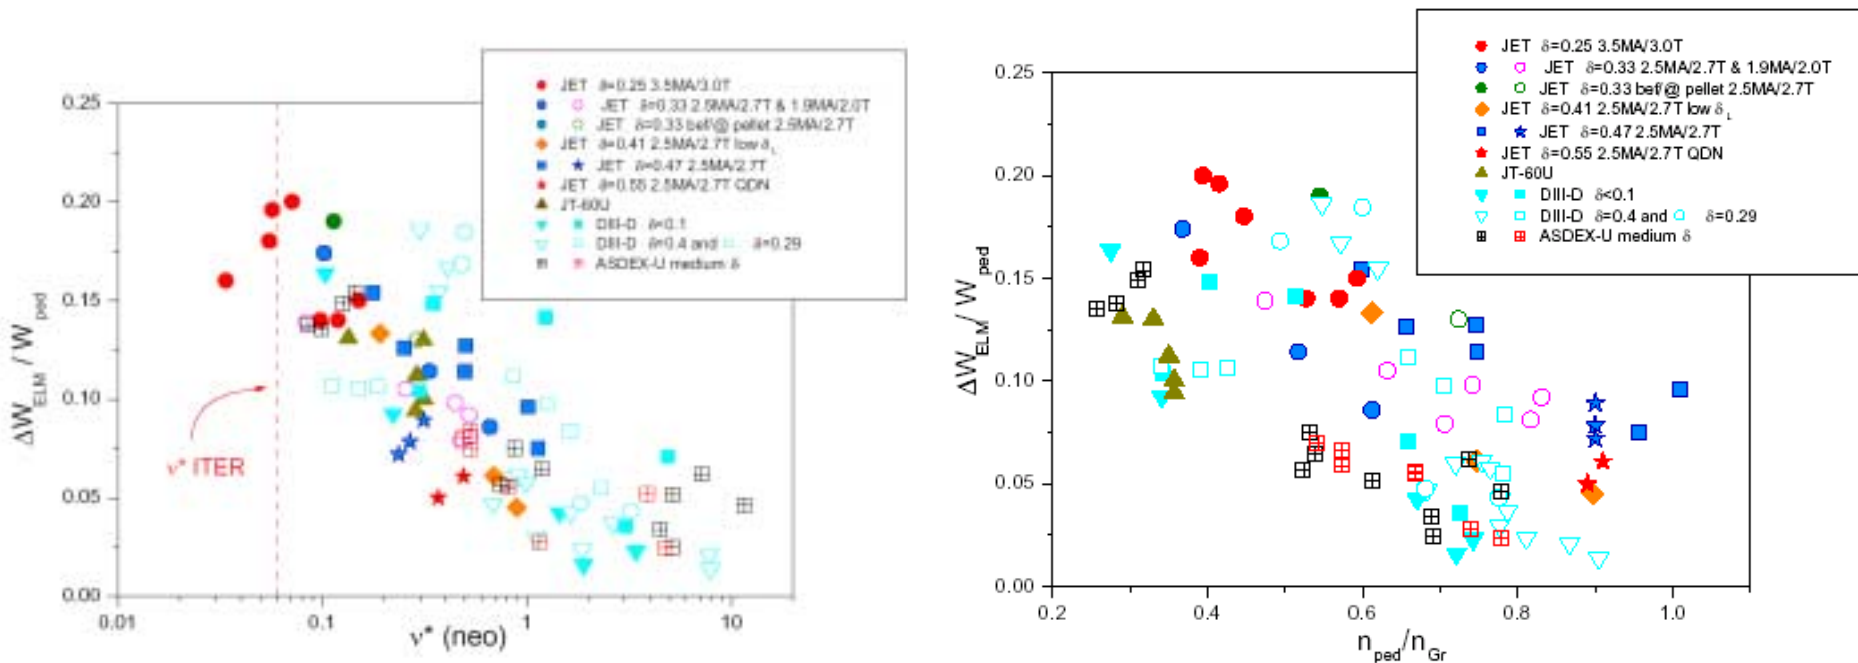 JET δ=0.25 3.5MA/3.0T
JET δ=0.33 2.5MA/2.7T & 1.9MA/2.0T
JET δ=0.33 bef/@ pellet 2.5MA/2.7T
JET δ=0.41 2.5MA/2.7T low δL
JET δ=0.47 2.5MA/2.7T
JET δ=0.55 2.5MA/2.7T QDN
JT-60U
DIII-D δ<0.1
DIII-D δ=0.4 and δ=0.29
ASDEX-U medium δ
0.25
0.20
0.15
0.10
0.05
0.00
ΔWELM / Wped
ν* ITER
0.01
0.1
1
10
ν* (neo)
JET δ=0.25 3.5MA/3.0T
JET δ=0.33 2.5MA/2.7T & 1.9MA/2.0T
JET δ=0.33 bef/@ pellet 2.5MA/2.7T
JET δ=0.41 2.5MA/2.7T low δL
JET δ=0.47 2.5MA/2.7T
JET δ=0.55 2.5MA/2.7T QDN
JT-60U
DIII-D δ<0.1
DIII-D δ=0.4 and δ=0.29
ASDEX-U medium δ
0.25
0.20
0.15
0.10
0.05
0.00
ΔWELM/ Wped
0.2
0.4
0.6
0.8
1.0
nped/nGr